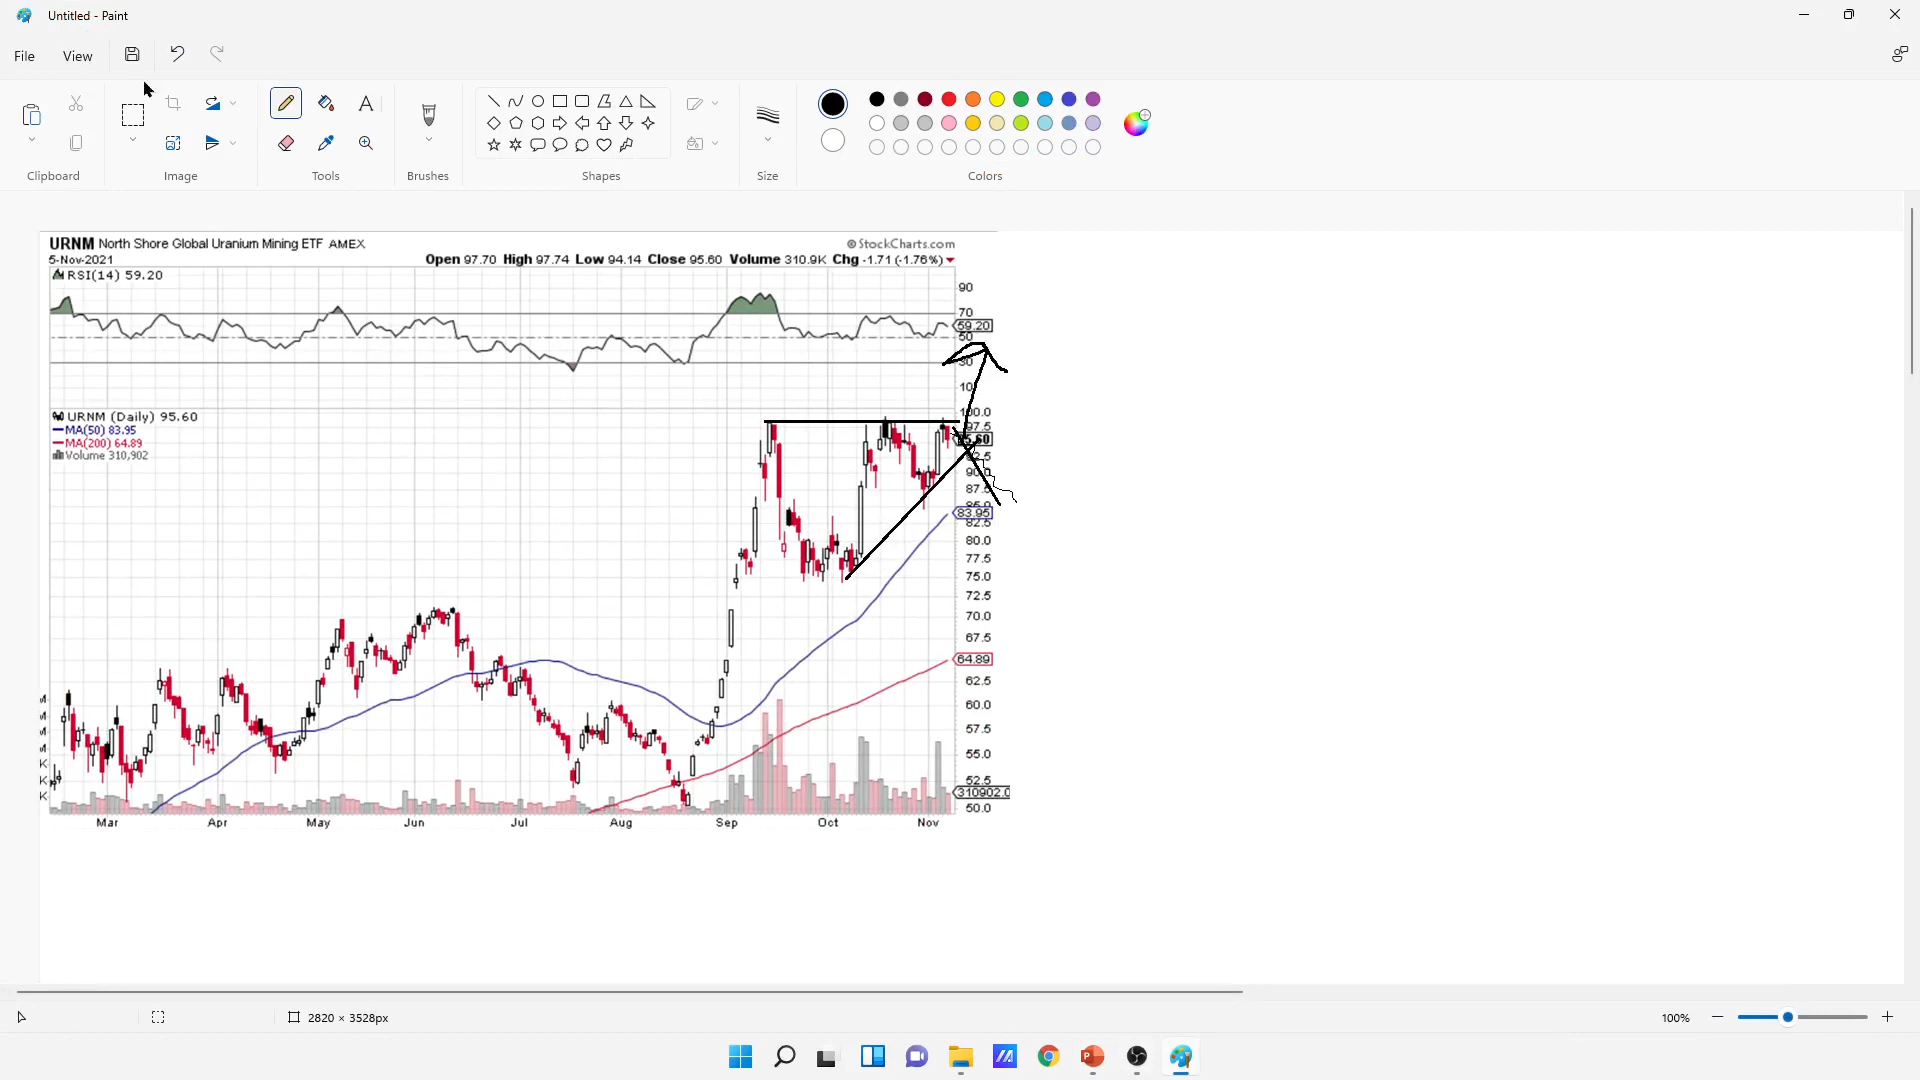 Untitled - Paint
File View
Clipboard Image Tools Brushes Shapes Size Colors
URNM North Shore Global Uranium Mining ETF AMEX
© StockCharts.com
5-Nov-2021
Open 97.70 High 97.74 Low 94.14 Close 95.60 Volume 310.9K Chg -1.71 (-1.76%)
RSI(14) 59.20
90
70
59.20
50
30
10
URNM (Daily) 95.60
MA(50) 83.95
MA(200) 64.89
Volume 310,902
100.0
97.5
90.0
83.95
82.5
80.0
77.5
75.0
72.5
70.0
67.5
64.89
62.5
60.0
57.5
55.0
52.5
310902.0
50.0
M
M
M
M
K
K
K
Mar Apr May Jun Jul Aug Sep Oct Nov
2820 × 3528px
100%